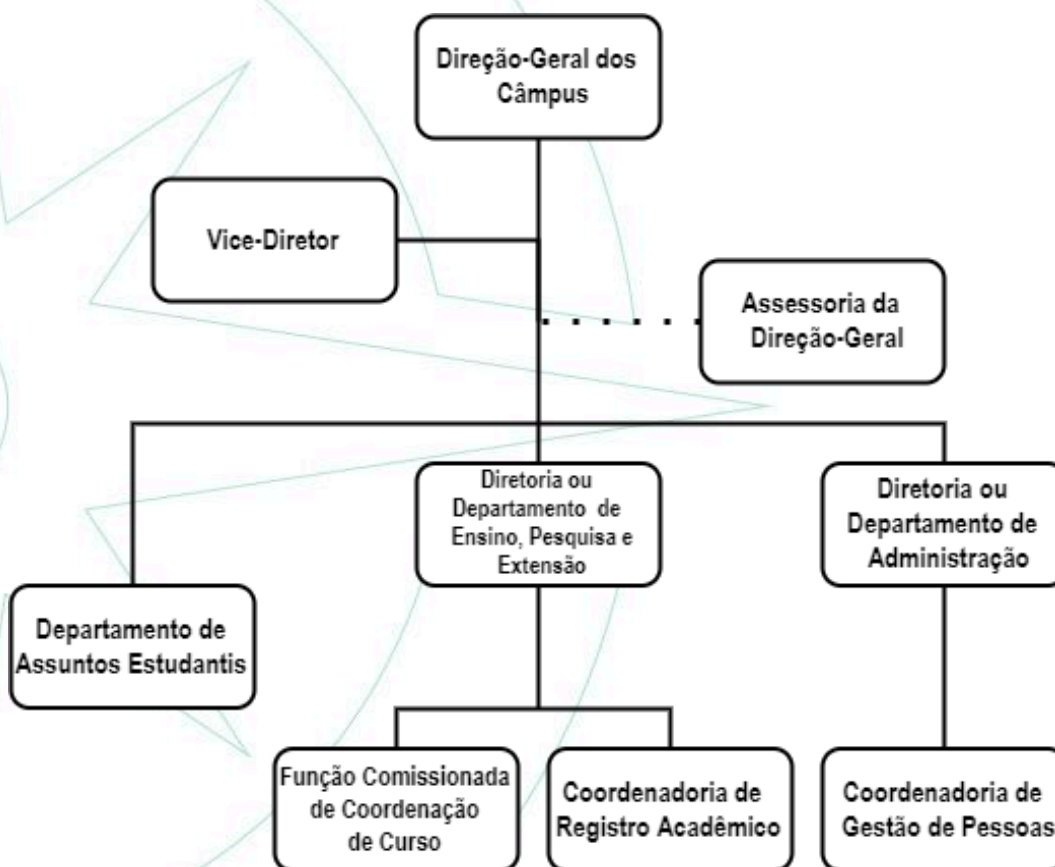 Direção-Geral dos
Câmpus
Vice-Diretor
Assessoria da
Direção-Geral
Diretoria ou
Departamento de
Ensino, Pesquisa e
Extensão
Diretoria ou
Departamento de
Administração
Departamento de
Assuntos Estudantis
Função Comissionada
de Coordenação
de Curso
Coordenadoria de
Registro Acadêmico
Coordenadoria de
Gestão de Pessoas